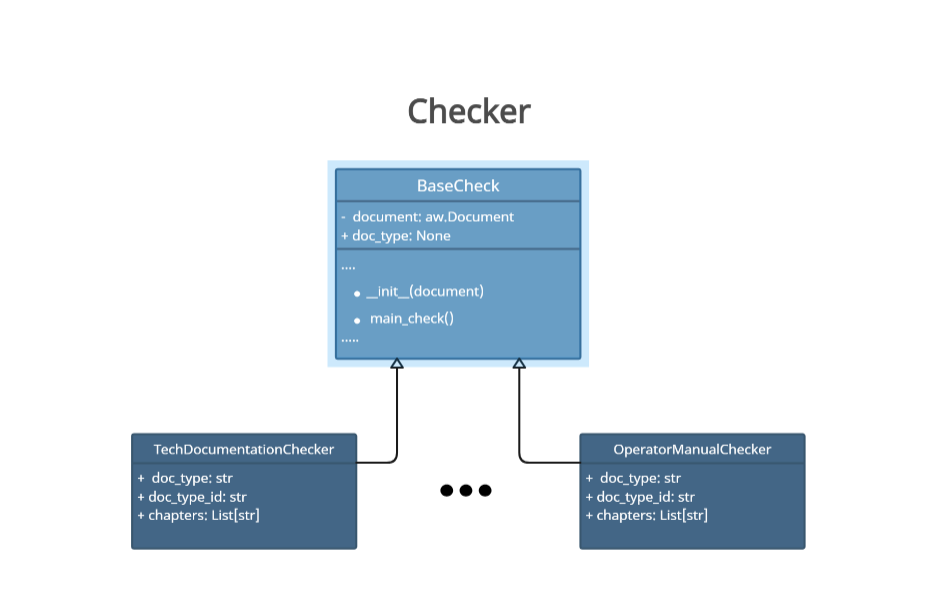 Checker
BaseCheck
- document: aw.Document
+ doc_type: None
....
• __init__(document)
• main_check()
.....
TechDocumentationChecker
+ doc_type: str
+ doc_type_id: str
+ chapters: List[str]
OperatorManualChecker
+ doc_type: str
+ doc_type_id: str
+ chapters: List[str]